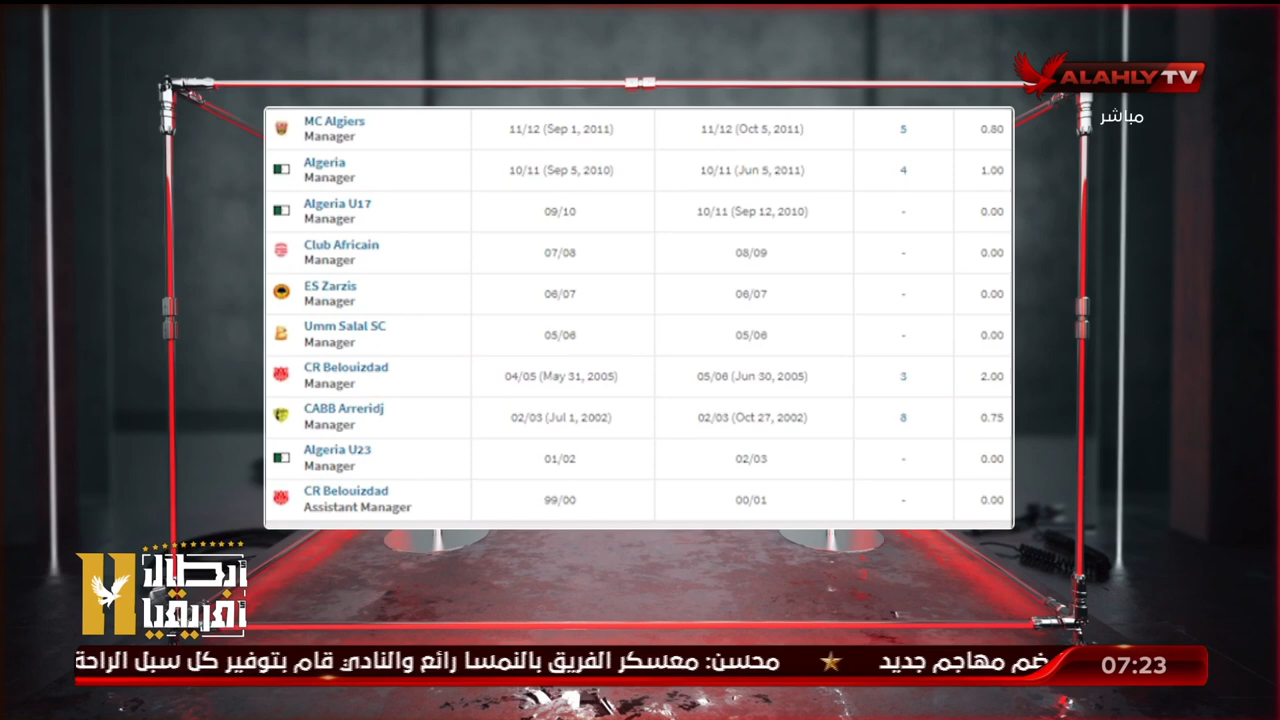 ALAHLY TV
مباشر
MC Algiers
Manager
11/12 (Sep 1, 2011)
11/12 (Oct 5, 2011)
5
0.80
Algeria
Manager
10/11 (Sep 5, 2010)
10/11 (Jun 5, 2011)
4
1.00
Algeria U17
Manager
09/10
10/11 (Sep 12, 2010)
-
0.00
Club Africain
Manager
07/08
08/09
-
0.00
ES Zarzis
Manager
06/07
06/07
-
0.00
Umm Salal SC
Manager
05/06
05/06
-
0.00
CR Belouizdad
Manager
04/05 (May 31, 2005)
05/06 (Jun 30, 2005)
3
2.00
CABB Arreridj
Manager
02/03 (Jul 1, 2002)
02/03 (Oct 27, 2002)
8
0.75
Algeria U23
Manager
01/02
02/03
-
0.00
CR Belouizdad
Assistant Manager
99/00
00/01
-
0.00
أبطال
أفريقيا
ضم مهاجم جديد ★ محسن: معسكر الفريق بالنمسا رائع والنادي قام بتوفير كل سبل الراحة
07:23